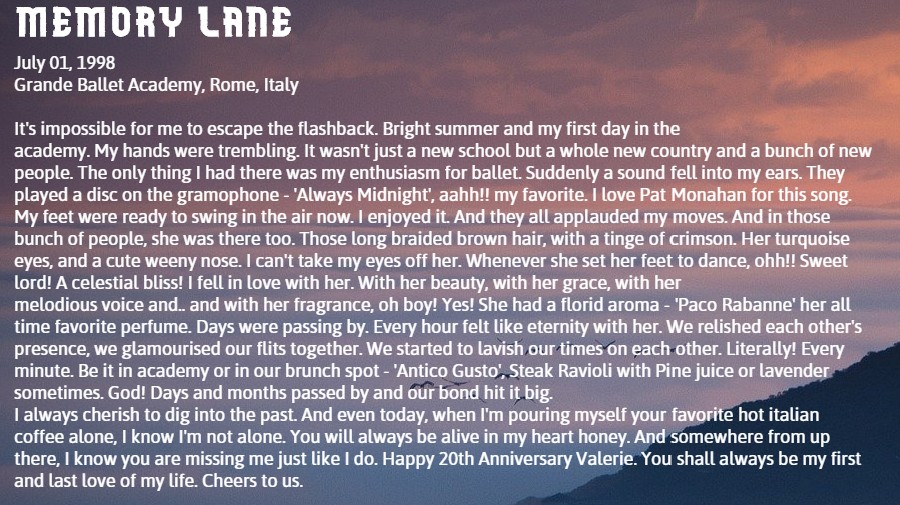 MEMORY LANE
July 01, 1998
Grande Ballet Academy, Rome, Italy
It's impossible for me to escape the flashback. Bright summer and my first day in the
academy. My hands were trembling. It wasn't just a new school but a whole new country and a bunch of new
people. The only thing I had there was my enthusiasm for ballet. Suddenly a sound fell into my ears. They
played a disc on the gramophone - 'Always Midnight', aahh!! my favorite. I love Pat Monahan for this song.
My feet were ready to swing in the air now. I enjoyed it. And they all applauded my moves. And in those
bunch of people, she was there too. Those long braided brown hair, with a tinge of crimson. Her turquoise
eyes, and a cute weeny nose. I can't take my eyes off her. Whenever she set her feet to dance, ohh!! Sweet
lord! A celestial bliss! I fell in love with her. With her beauty, with her grace, with her
melodious voice and.. and with her fragrance, oh boy! Yes! She had a florid aroma - 'Paco Rabanne' her all
time favorite perfume. Days were passing by. Every hour felt like eternity with her. We relished each other's
presence, we glamourised our flits together. We started to lavish our times on each other. Literally! Every
minute. Be it in academy or in our brunch spot - 'Antico Gusto'. Steak Ravioli with Pine juice or lavender
sometimes. God! Days and months passed by and our bond hit it big.
I always cherish to dig into the past. And even today, when I'm pouring myself your favorite hot italian
coffee alone, I know I'm not alone. You will always be alive in my heart honey. And somewhere from up
there, I know you are missing me just like I do. Happy 20th Anniversary Valerie. You shall always be my first
and last love of my life. Cheers to us.